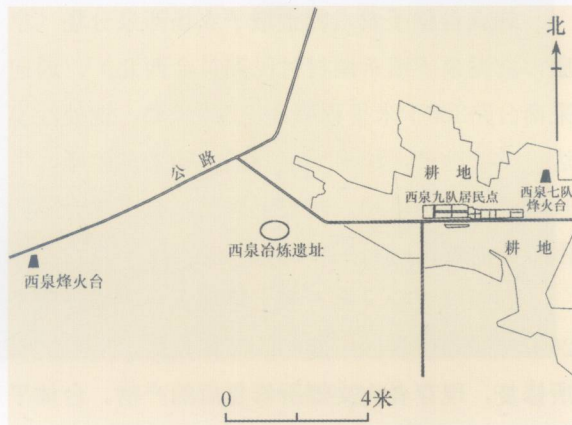 北
公路
耕地
西泉九队居民点
西泉七队
烽火台
耕地
西泉冶炼遗址
西泉烽火台
0 4米